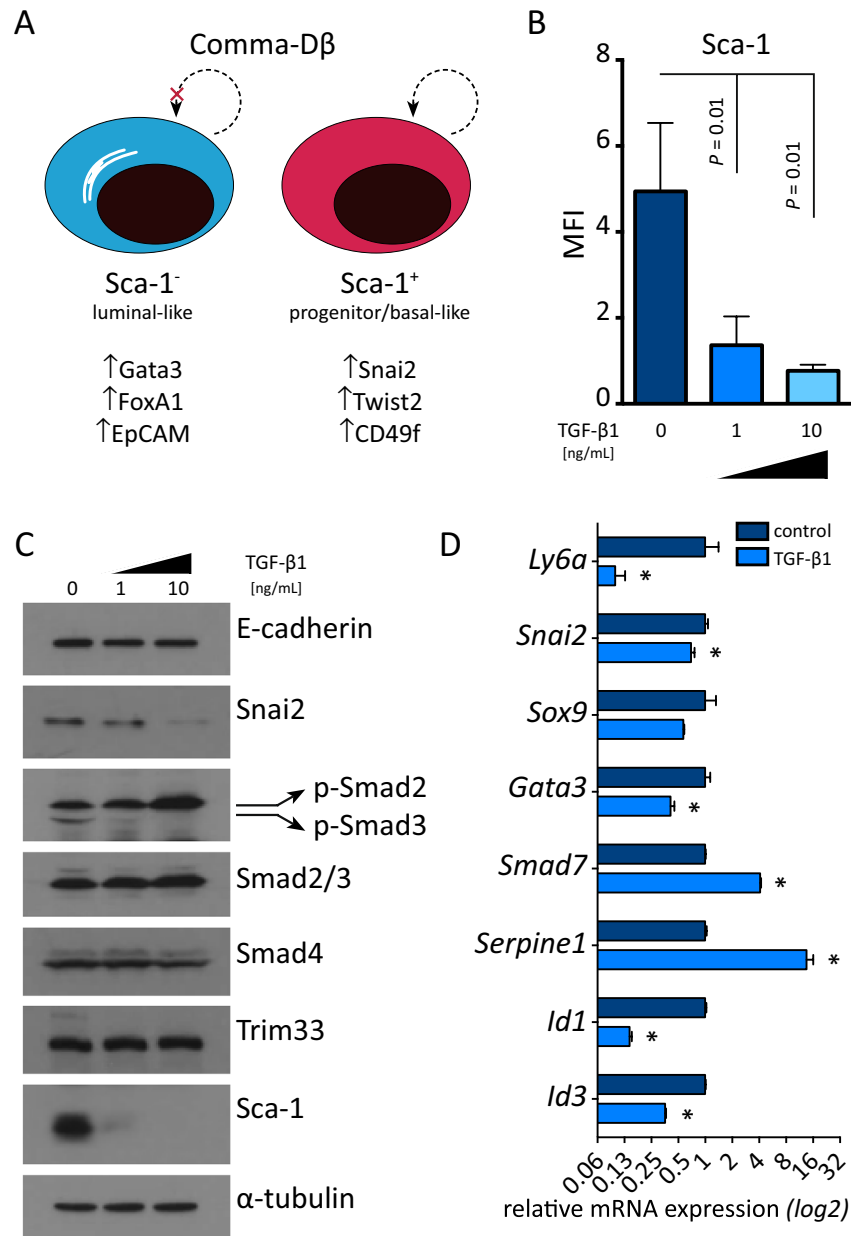 A
Comma-Dβ
Sca-1⁻
luminal-like
↑Gata3
↑FoxA1
↑EpCAM
Sca-1⁺
progenitor/basal-like
↑Snai2
↑Twist2
↑CD49f
B
Sca-1
MFI
8
6
4
2
0
P = 0.01
P = 0.01
TGF-β1
[ng/mL]
0 1 10
C
TGF-β1
[ng/mL]
0 1 10
E-cadherin
Snai2
p-Smad2
p-Smad3
Smad2/3
Smad4
Trim33
Sca-1
α-tubulin
D
control
TGF-β1
Ly6a
*
Snai2
*
Sox9
Gata3
*
Smad7
*
Serpine1
*
Id1
*
Id3
*
0.06 0.13 0.25 0.5 1 2 4 8 16 32
relative mRNA expression (log2)